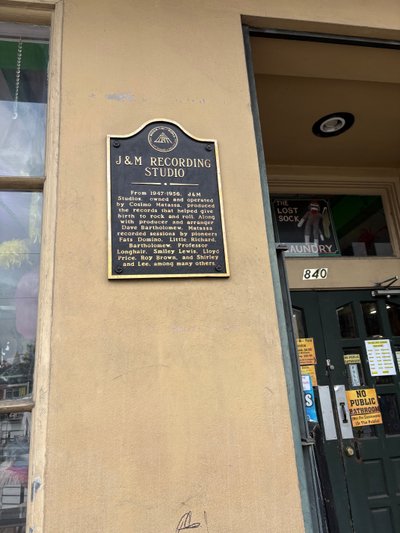 J&M RECORDING
STUDIO
From 1947-1956, J&M
Studios, owned and operated
by Cosimo Matassa, produced
the records that helped give
birth to rock and roll. Along
with producer and arranger
Dave Bartholomew, Matassa
recorded sessions by pioneers
Fats Domino, Little Richard,
Bartholomew, Professor
Longhair, Smiley Lewis, Lloyd
Price, Roy Brown, and Shirley
and Lee, among many others.
THE
LOST
SOCK
LAUNDRY
840
NO
PUBLIC
BATHROOM